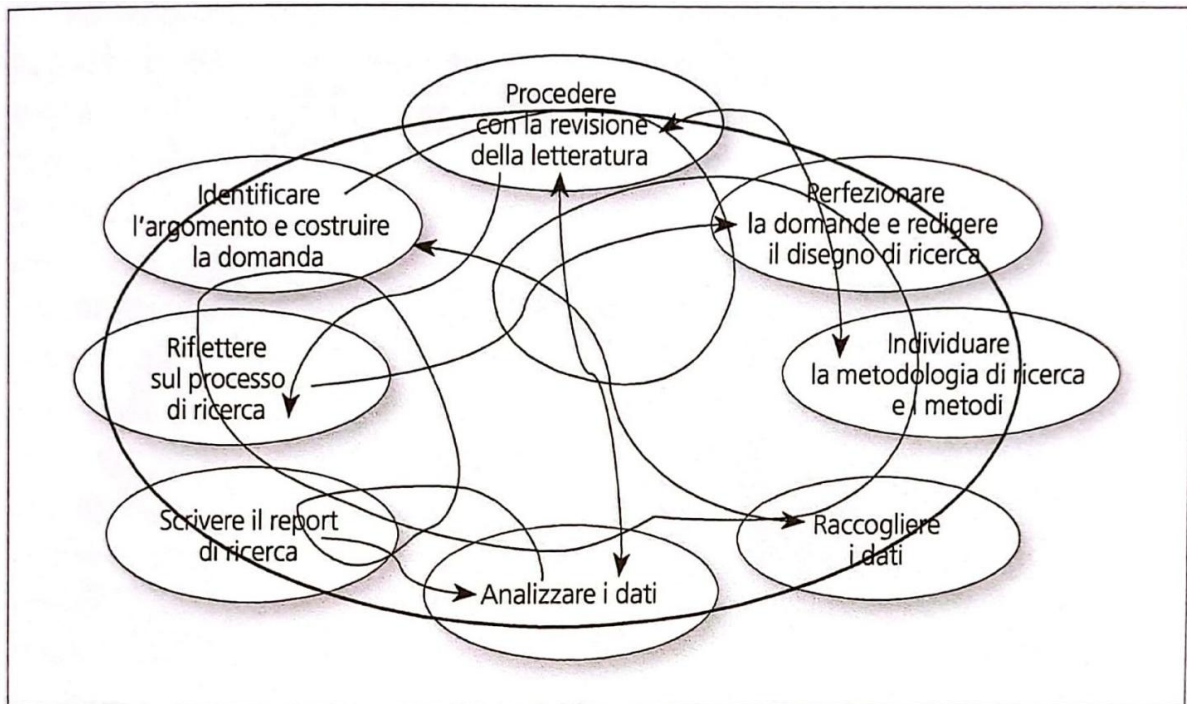 Procedere
con la revisione
della letteratura
Identificare
l'argomento e costruire
la domanda
Perfezionare
la domande e redigere
il disegno di ricerca
Riflettere
sul processo
di ricerca
Individuare
la metodologia di ricerca
e i metodi
Scrivere il report
di ricerca
Raccogliere
i dati
Analizzare i dati